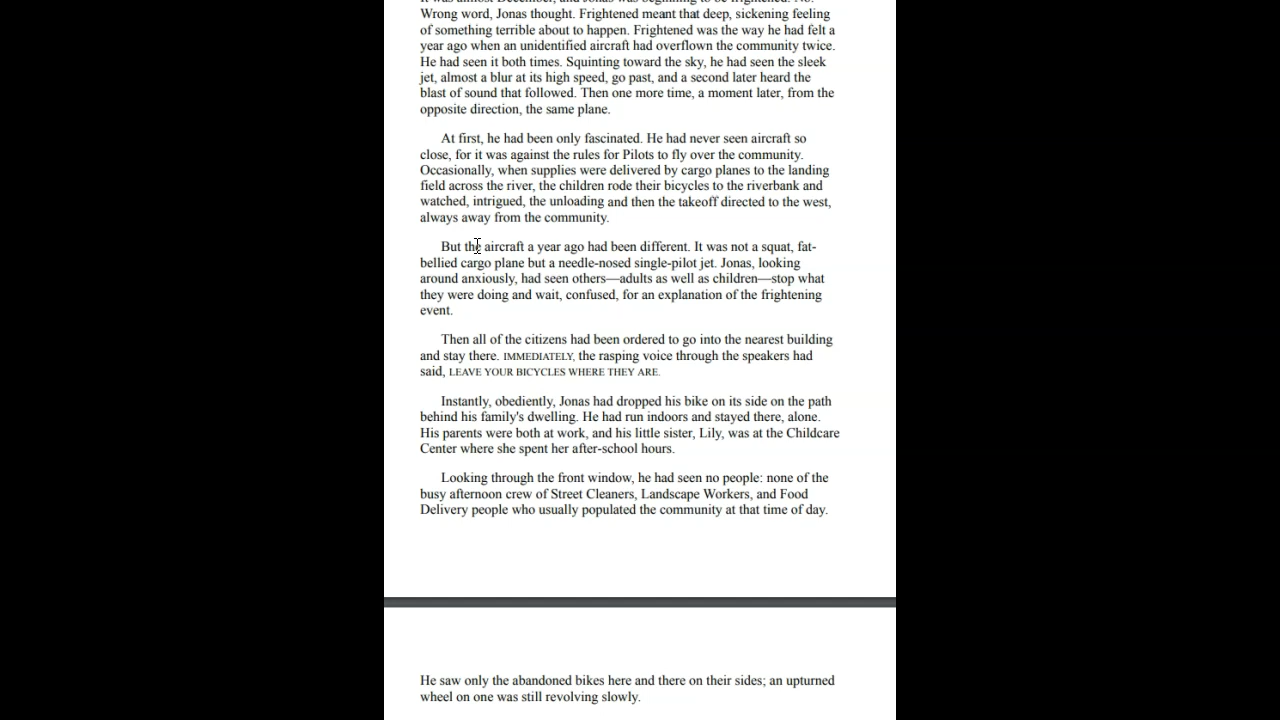 It was almost December, and Jonas was beginning to be frightened. No.
Wrong word, Jonas thought. Frightened meant that deep, sickening feeling
of something terrible about to happen. Frightened was the way he had felt a
year ago when an unidentified aircraft had overflown the community twice.
He had seen it both times. Squinting toward the sky, he had seen the sleek
jet, almost a blur at its high speed, go past, and a second later heard the
blast of sound that followed. Then one more time, a moment later, from the
opposite direction, the same plane.
At first, he had been only fascinated. He had never seen aircraft so
close, for it was against the rules for Pilots to fly over the community.
Occasionally, when supplies were delivered by cargo planes to the landing
field across the river, the children rode their bicycles to the riverbank and
watched, intrigued, the unloading and then the takeoff directed to the west,
always away from the community.
But the aircraft a year ago had been different. It was not a squat, fat-
bellied cargo plane but a needle-nosed single-pilot jet. Jonas, looking
around anxiously, had seen others—adults as well as children—stop what
they were doing and wait, confused, for an explanation of the frightening
event.
Then all of the citizens had been ordered to go into the nearest building
and stay there. IMMEDIATELY, the rasping voice through the speakers had
said, LEAVE YOUR BICYCLES WHERE THEY ARE.
Instantly, obediently, Jonas had dropped his bike on its side on the path
behind his family's dwelling. He had run indoors and stayed there, alone.
His parents were both at work, and his little sister, Lily, was at the Childcare
Center where she spent her after-school hours.
Looking through the front window, he had seen no people: none of the
busy afternoon crew of Street Cleaners, Landscape Workers, and Food
Delivery people who usually populated the community at that time of day.
He saw only the abandoned bikes here and there on their sides; an upturned
wheel on one was still revolving slowly.